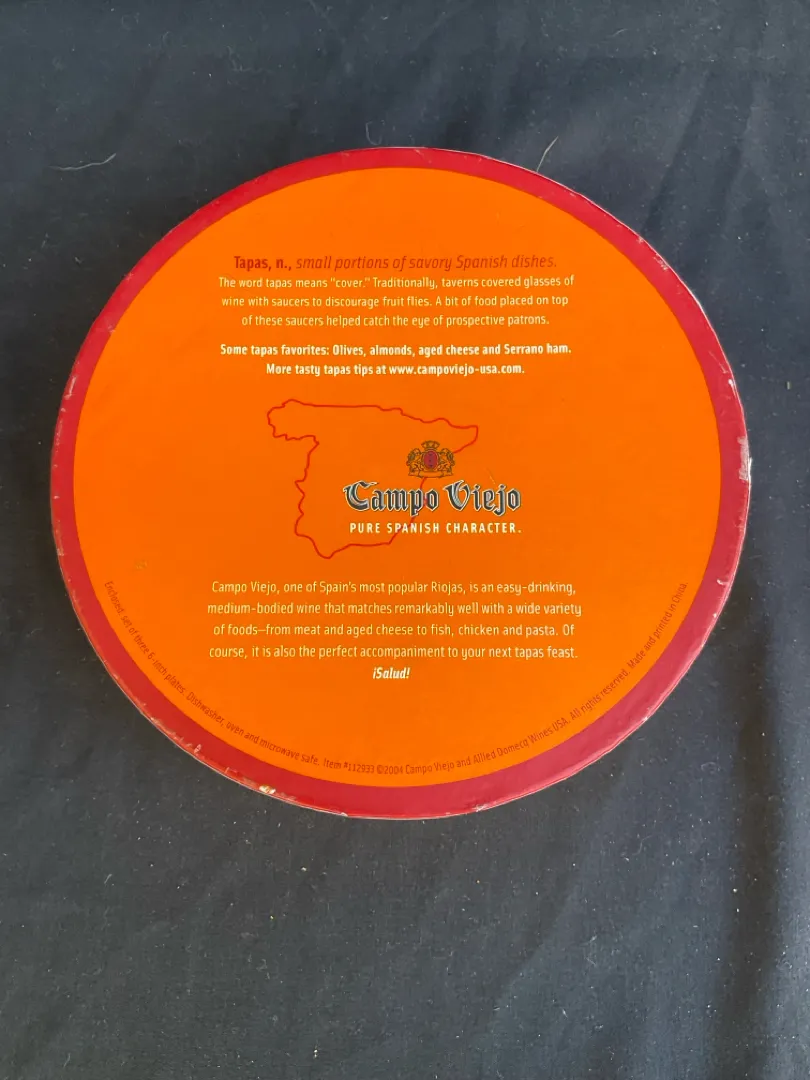 Tapas, n., small portions of savory Spanish dishes.
The word tapas means "cover." Traditionally, taverns covered glasses of
wine with saucers to discourage fruit flies. A bit of food placed on top
of these saucers helped catch the eye of prospective patrons.
Some tapas favorites: Olives, almonds, aged cheese and Serrano ham.
More tasty tapas tips at www.campoviejo-usa.com.
Campo Viejo
PURE SPANISH CHARACTER.
Campo Viejo, one of Spain's most popular Riojas, is an easy-drinking,
medium-bodied wine that matches remarkably well with a wide variety
of foods—from meat and aged cheese to fish, chicken and pasta. Of
course, it is also the perfect accompaniment to your next tapas feast.
¡Salud!
Enclosed: set of three 6-inch plates. Dishwasher, oven and microwave safe. Item #112933 ©2004 Campo Viejo and Allied Domecq Wines USA. All rights reserved. Made and printed in China.